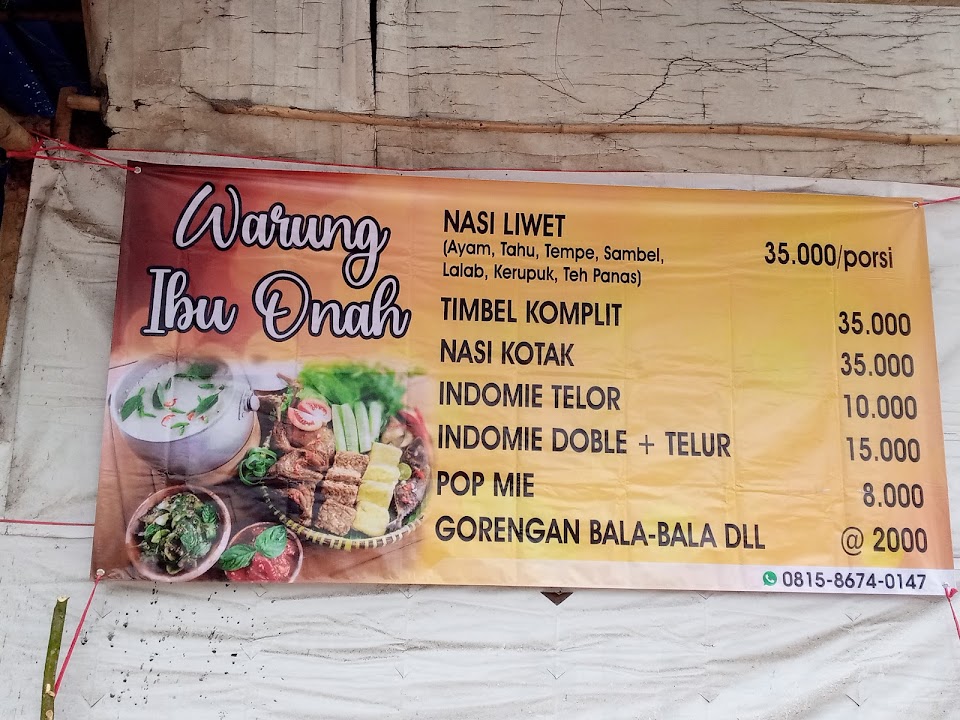 Warung
Ibu Onah
NASI LIWET
(Ayam, Tahu, Tempe, Sambel,
Lalab, Kerupuk, Teh Panas)
35.000/porsi
TIMBEL KOMPLIT 35.000
NASI KOTAK 35.000
INDOMIE TELOR 10.000
INDOMIE DOBLE + TELUR 15.000
POP MIE 8.000
GORENGAN BALA-BALA DLL @ 2000
0815-8674-0147